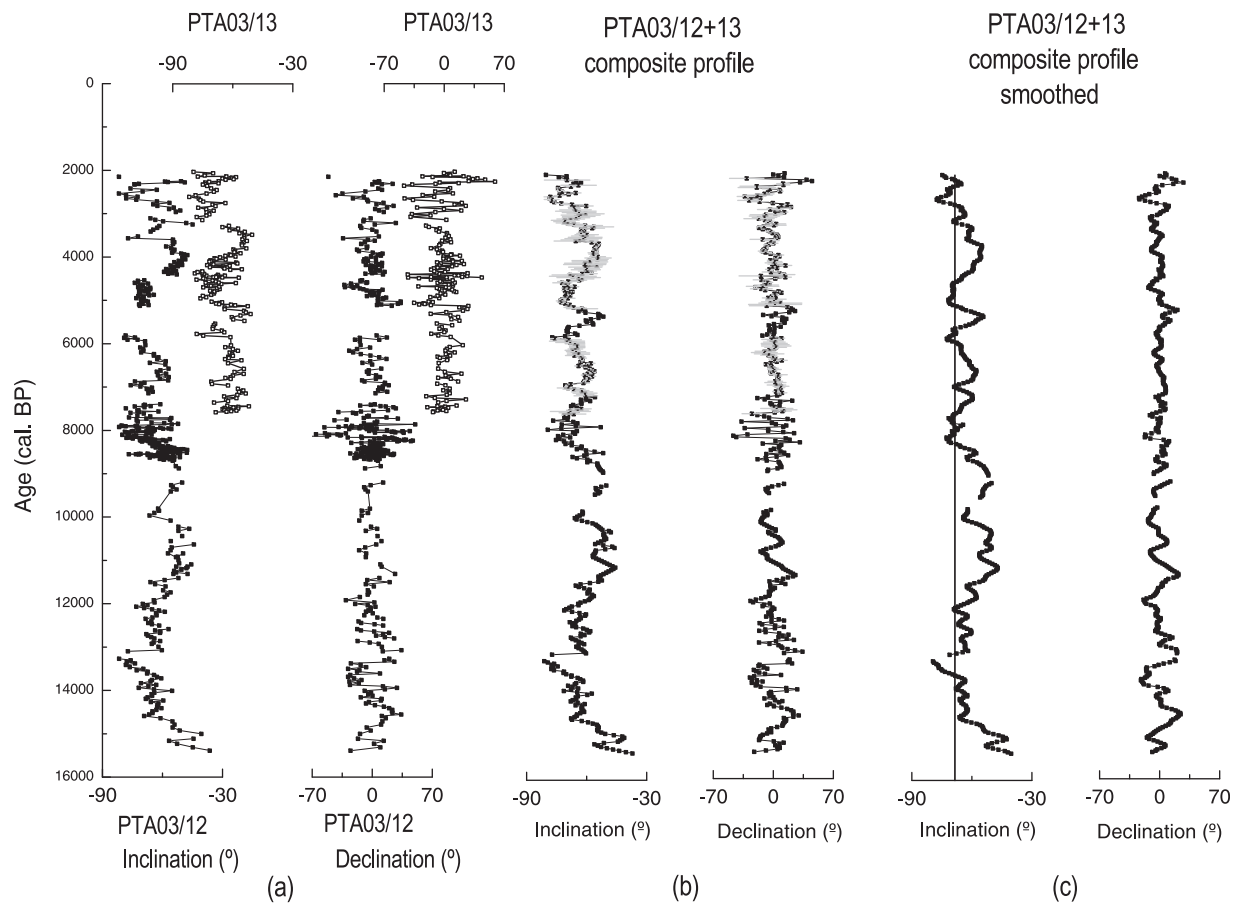 PTA03/13
PTA03/13
PTA03/12+13
composite profile
PTA03/12+13
composite profile
smoothed
-90 -30
-70 0 70
Age (cal. BP)
0
2000
4000
6000
8000
10000
12000
14000
16000
-90 -30
-70 0 70
-90 -30
-70 0 70
-90 -30
-70 0 70
PTA03/12
Inclination (º)
PTA03/12
Declination (º)
Inclination (º)
Declination (º)
Inclination (º)
Declination (º)
(a)
(b)
(c)